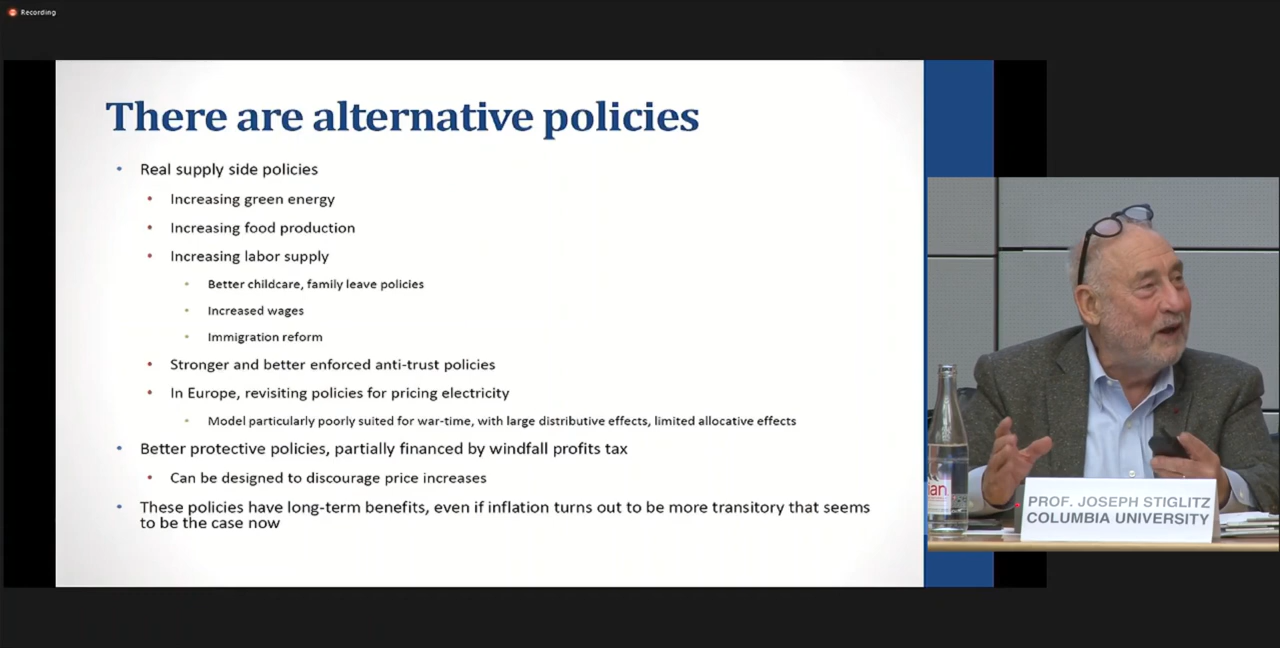 Recording
There are alternative policies
• Real supply side policies
• Increasing green energy
• Increasing food production
• Increasing labor supply
• Better childcare, family leave policies
• Increased wages
• Immigration reform
• Stronger and better enforced anti-trust policies
• In Europe, revisiting policies for pricing electricity
• Model particularly poorly suited for war-time, with large distributive effects, limited allocative effects
• Better protective policies, partially financed by windfall profits tax
• Can be designed to discourage price increases
• These policies have long-term benefits, even if inflation turns out to be more transitory that seems
to be the case now
PROF. JOSEPH STIGLITZ
COLUMBIA UNIVERSITY